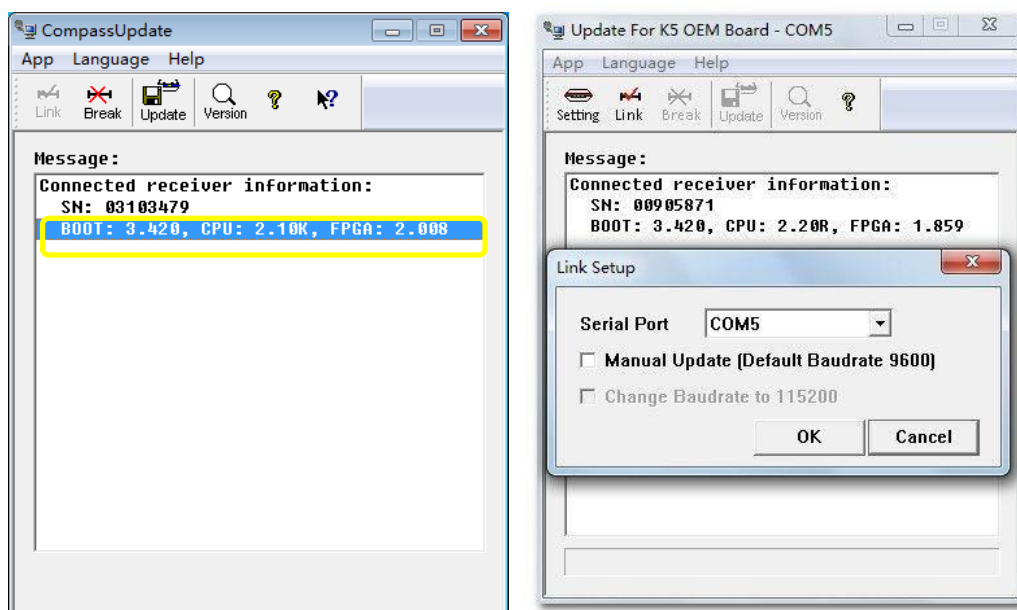 CompassUpdate
App Language Help
Link Break Update Version
Message:
Connected receiver information:
SN: 03103479
BOOT: 3.420, CPU: 2.10K, FPGA: 2.008
Update For K5 OEM Board - COM5
App Language Help
Setting Link Break Update Version
Message:
Connected receiver information:
SN: 00905871
BOOT: 3.420, CPU: 2.20R, FPGA: 1.859
Link Setup
Serial Port COM5
Manual Update (Default Baudrate 9600)
Change Baudrate to 115200
OK Cancel